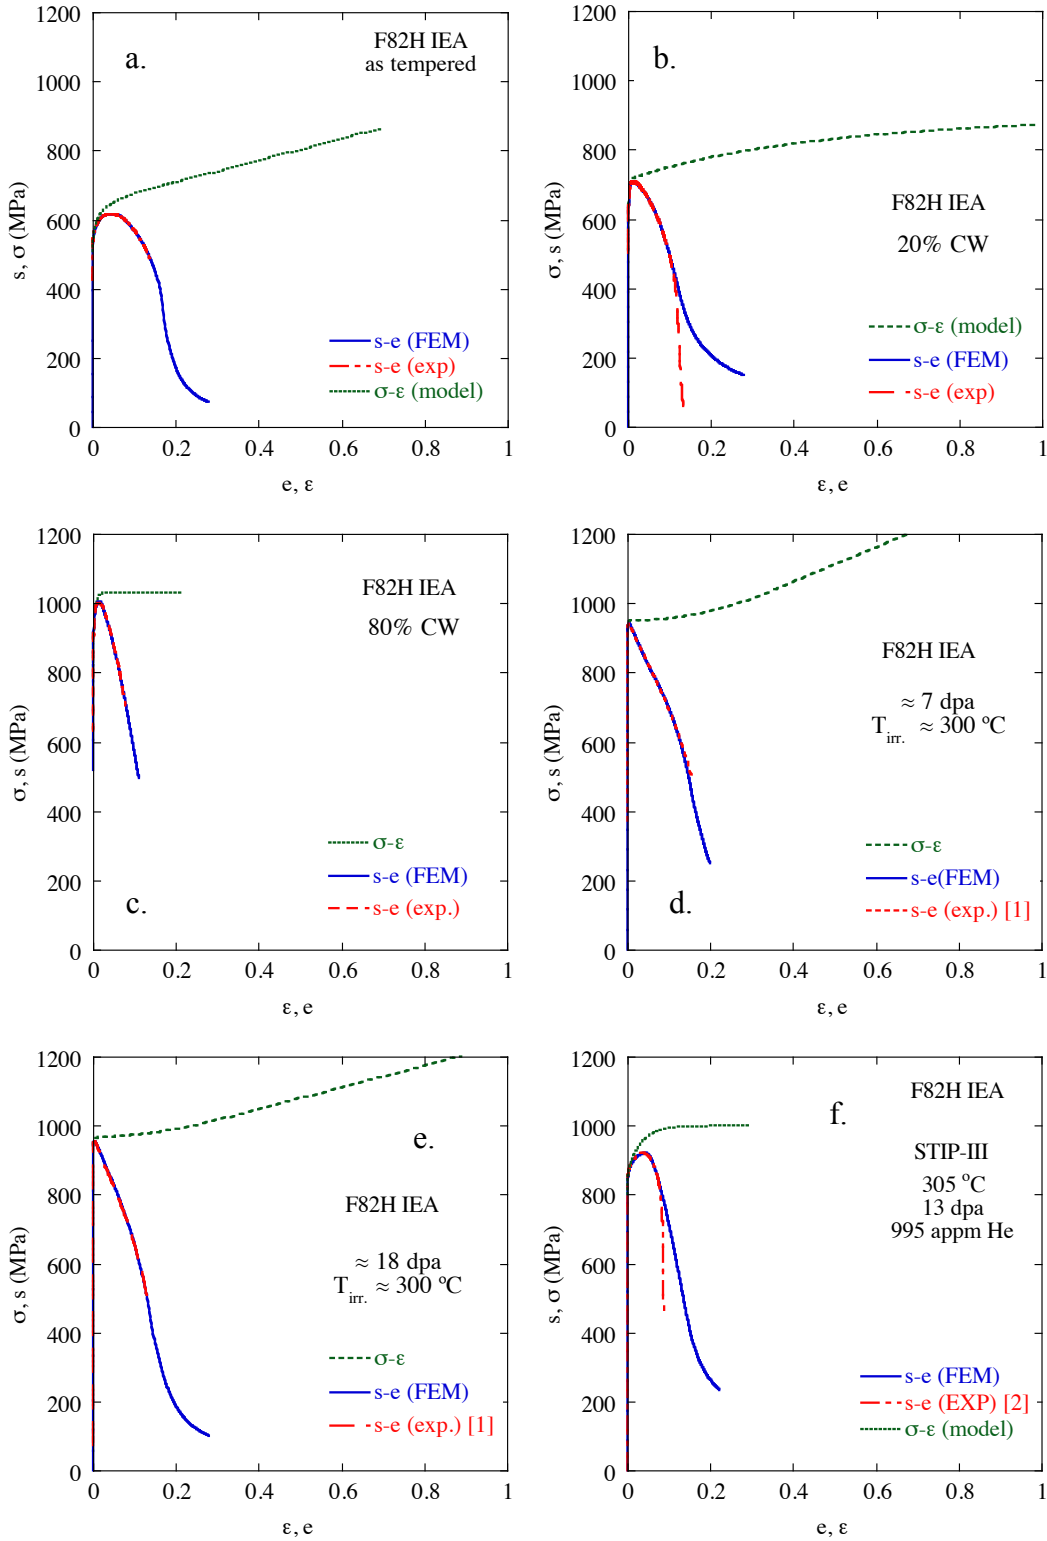 a.
F82H IEA
as tempered
1200
1000
800
600
400
200
0
s, σ (MPa)
s-e (FEM)
s-e (exp)
σ-ε (model)
0 0.2 0.4 0.6 0.8 1
e, ε
b.
1200
1000
800
600
400
200
0
σ, s (MPa)
F82H IEA
20% CW
σ-ε (model)
s-e (FEM)
s-e (exp)
0 0.2 0.4 0.6 0.8 1
ε, e
1200
1000
800
600
400
200
0
σ, s (MPa)
F82H IEA
80% CW
σ-ε
s-e (FEM)
s-e (exp.)
c.
0 0.2 0.4 0.6 0.8 1
ε, e
1200
1000
800
600
400
200
0
σ, s (MPa)
F82H IEA
≈ 7 dpa
T irr. ≈ 300 ºC
σ-ε
s-e(FEM)
s-e (exp.) [1]
d.
0 0.2 0.4 0.6 0.8 1
ε, e
1200
1000
800
600
400
200
0
σ, s (MPa)
e.
F82H IEA
≈ 18 dpa
T irr. ≈ 300 ºC
σ-ε
s-e (FEM)
s-e (exp.) [1]
0 0.2 0.4 0.6 0.8 1
ε, e
1200
1000
800
600
400
200
0
s, σ (MPa)
f.
F82H IEA
STIP-III
305 °C
13 dpa
995 appm He
s-e (FEM)
s-e (EXP) [2]
σ-ε (model)
0 0.2 0.4 0.6 0.8 1
e, ε